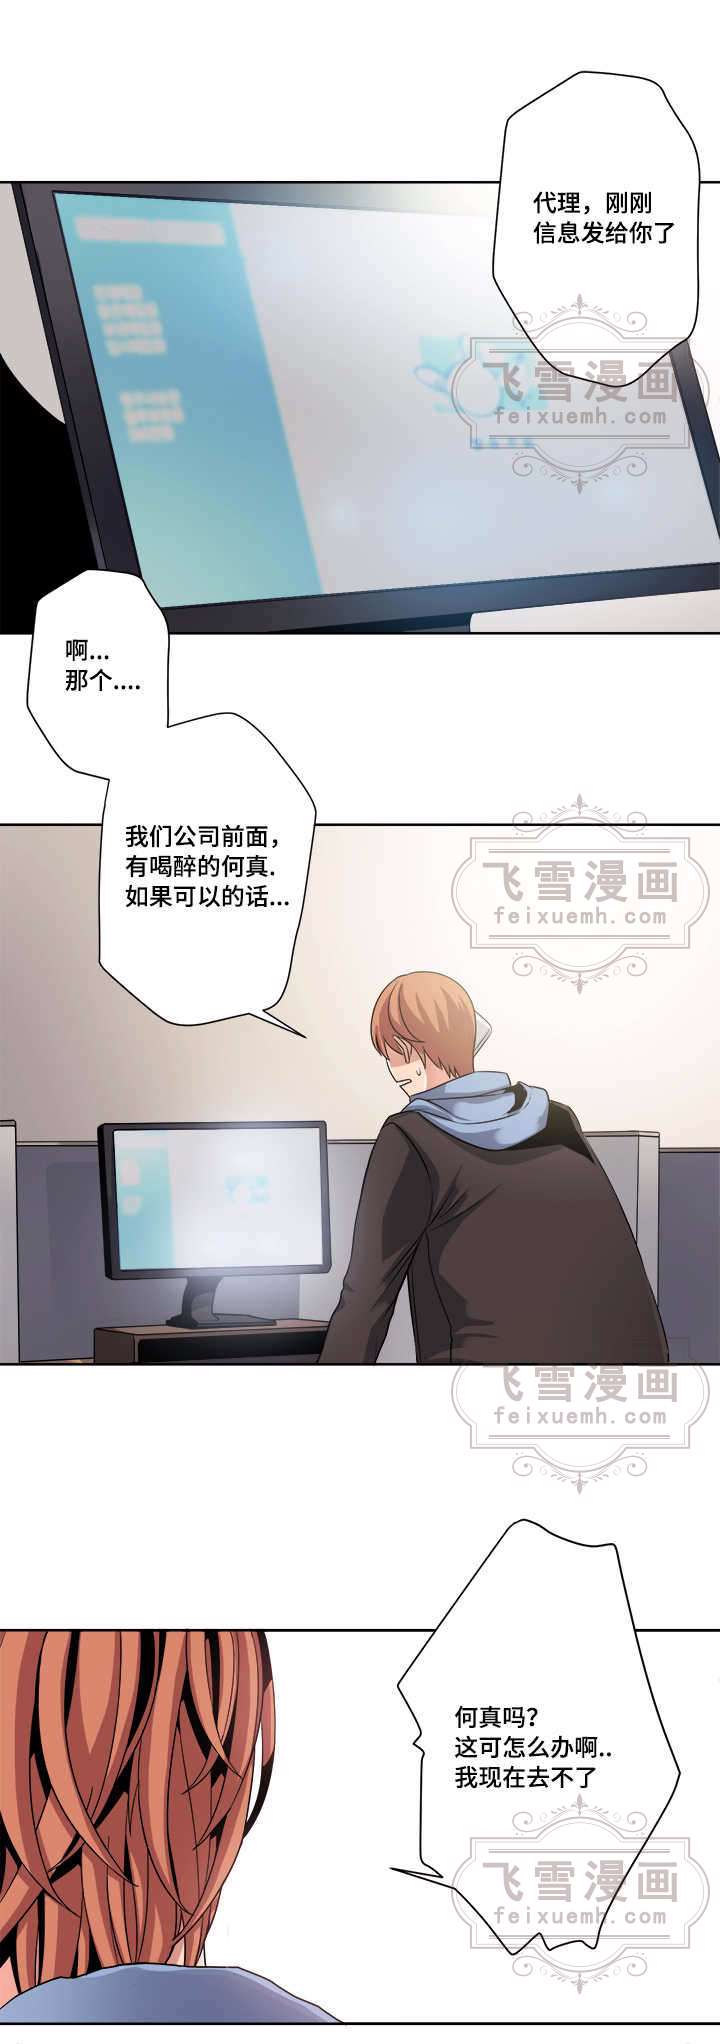 代理，刚刚
信息发给你了
飞雪漫画
feixuemh.com
啊...
那个....
我们公司前面，
有喝醉的何真.
如果可以的话...
飞雪漫画
feixuemh.com
飞雪漫画
feixuemh.com
何真吗？
这可怎么办啊..
我现在去不了
飞雪漫画
feixuemh.com